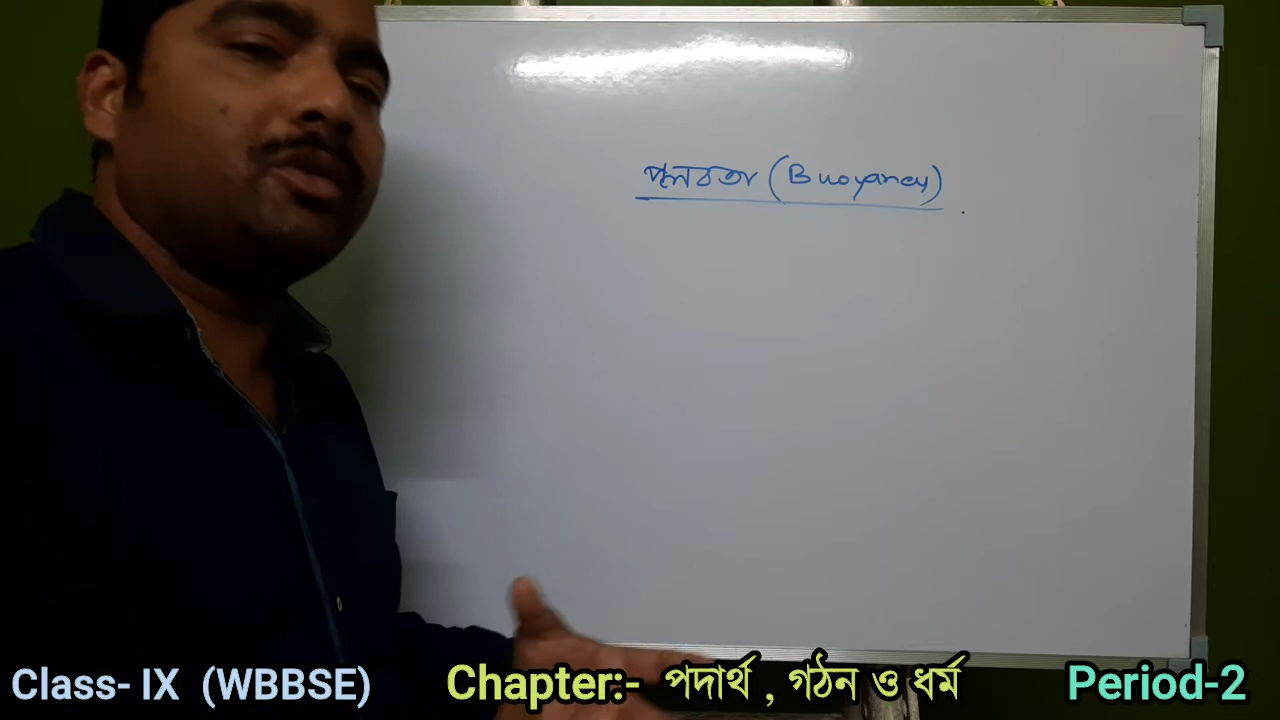 প্লবতা (Buoyancy)
Class- IX (WBBSE) Chapter:- পদার্থ , গঠন ও ধর্ম Period-2